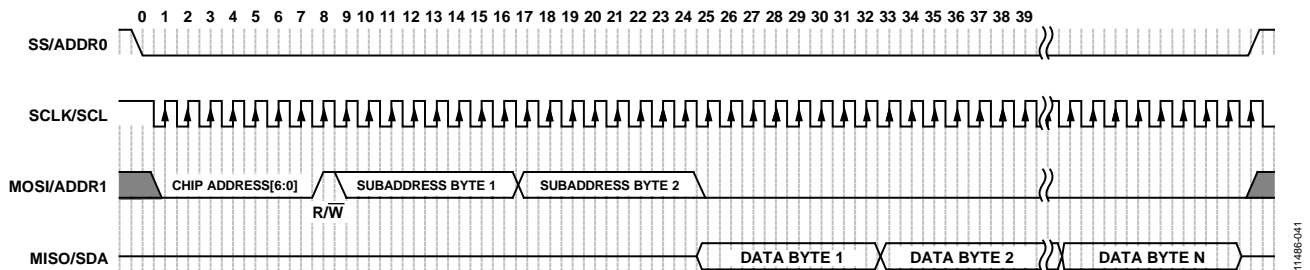 0 1 2 3 4 5 6 7 8 9 10 11 12 13 14 15 16 17 18 19 20 21 22 23 24 25 26 27 28 29 30 31 32 33 34 35 36 37 38 39
SS/ADDR0
SCLK/SCL
MOSI/ADDR1 CHIP ADDRESS[6:0] SUBADDRESS BYTE 1 SUBADDRESS BYTE 2
R/W̅
MISO/SDA DATA BYTE 1 DATA BYTE 2 DATA BYTE N
11486-041